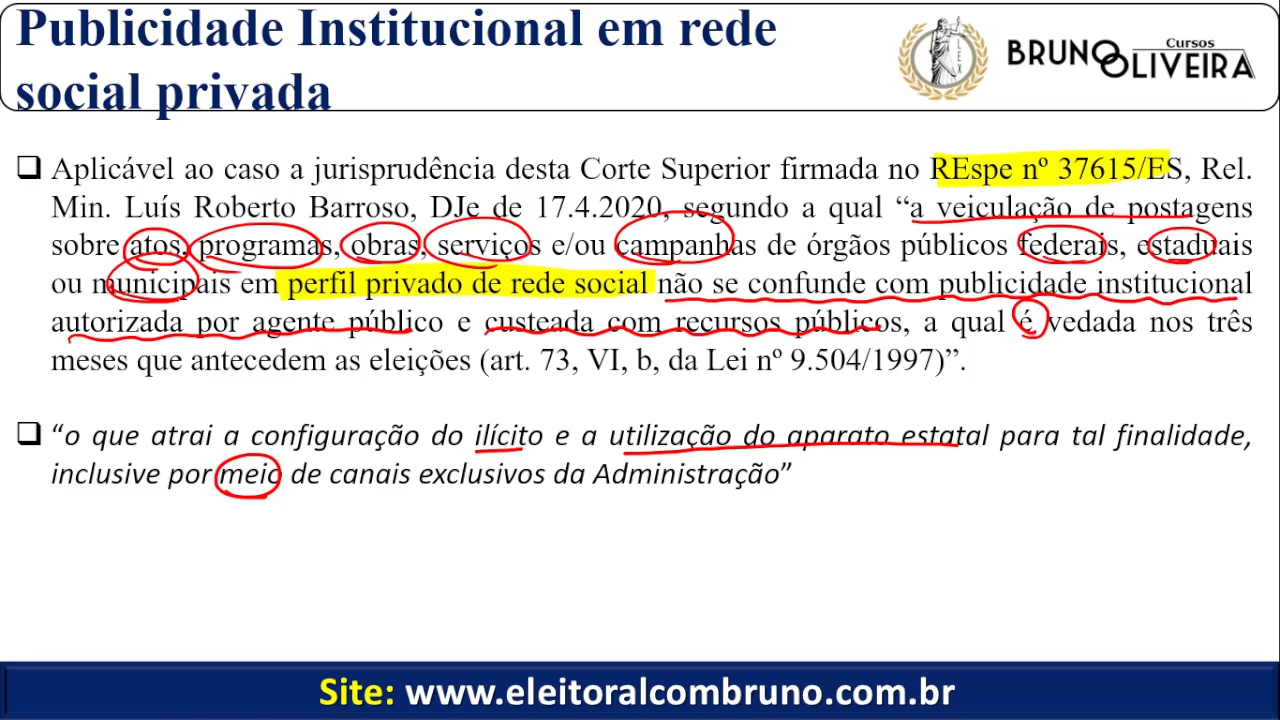 Publicidade Institucional em rede
social privada
Cursos
BRUNO OLIVEIRA
LEX
❑ Aplicável ao caso a jurisprudência desta Corte Superior firmada no REspe nº 37615/ES, Rel.
Min. Luís Roberto Barroso, DJe de 17.4.2020, segundo a qual “a veiculação de postagens
sobre atos, programas, obras, serviços e/ou campanhas de órgãos públicos federais, estaduais
ou municipais em perfil privado de rede social não se confunde com publicidade institucional
autorizada por agente público e custeada com recursos públicos, a qual é vedada nos três
meses que antecedem as eleições (art. 73, VI, b, da Lei nº 9.504/1997)”.
❑ “o que atrai a configuração do ilícito e a utilização do aparato estatal para tal finalidade,
inclusive por meio de canais exclusivos da Administração”
Site: www.eleitoralcombruno.com.br